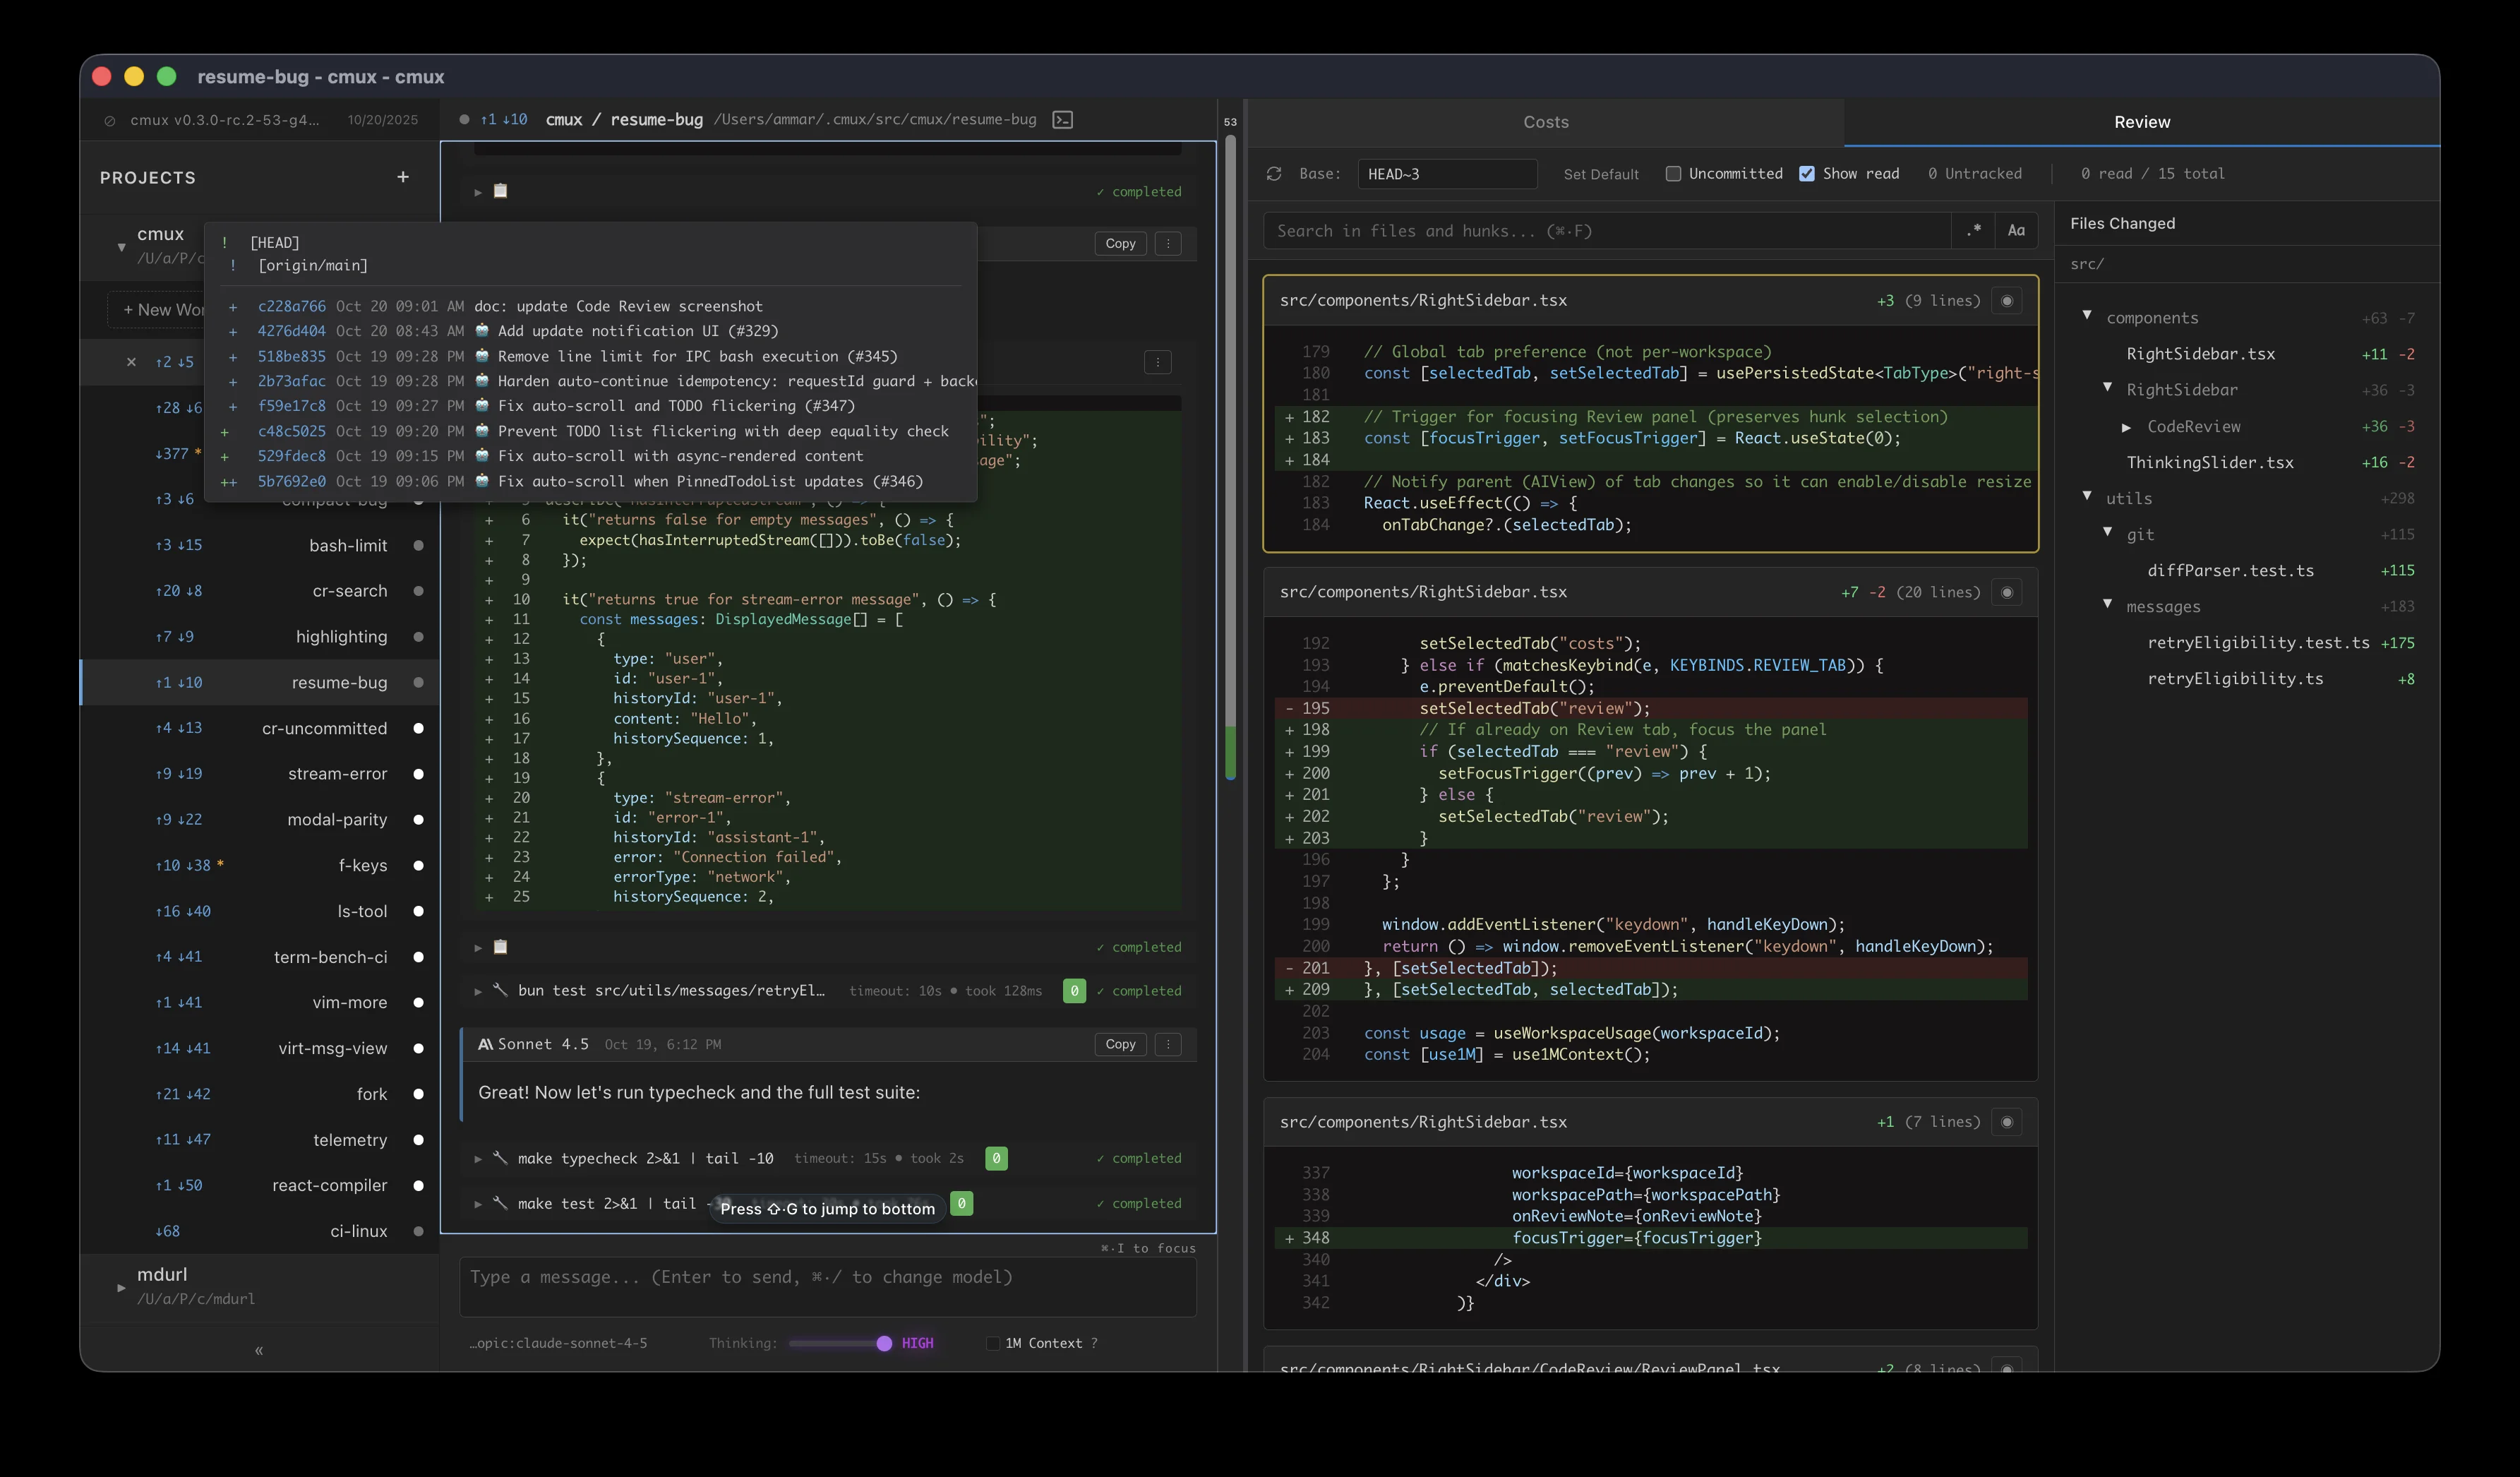 resume-bug - cmux - cmux
cmux v0.3.0-rc.2-53-g4... 10/20/2025
PROJECTS +
cmux
/U/a/P/c
+ New Wor
✕ ↑2 ↓5
↑28 ↓6
↓377 *
↑3 ↓6 compact-bug
↑3 ↓15 bash-limit
↑20 ↓8 cr-search
↑7 ↓9 highlighting
↑1 ↓10 resume-bug
↑4 ↓13 cr-uncommitted
↑9 ↓19 stream-error
↑9 ↓22 modal-parity
↑10 ↓38 * f-keys
↑16 ↓40 ls-tool
↑4 ↓41 term-bench-ci
↑1 ↓41 vim-more
↑14 ↓41 virt-msg-view
↑21 ↓42 fork
↑11 ↓47 telemetry
↑1 ↓50 react-compiler
↓68 ci-linux
mdurl
/U/a/P/c/mdurl
«
! [HEAD]
! [origin/main]
+ c228a766 Oct 20 09:01 AM doc: update Code Review screenshot
+ 4276d404 Oct 20 08:43 AM 🤖 Add update notification UI (#329)
+ 518be835 Oct 19 09:28 PM 🤖 Remove line limit for IPC bash execution (#345)
+ 2b73afac Oct 19 09:28 PM 🤖 Harden auto-continue idempotency: requestId guard + back
+ f59e17c8 Oct 19 09:27 PM 🤖 Fix auto-scroll and TODO flickering (#347)
+ c48c5025 Oct 19 09:20 PM 🤖 Prevent TODO list flickering with deep equality check
+ 529fdec8 Oct 19 09:15 PM 🤖 Fix auto-scroll with async-rendered content
++ 5b7692e0 Oct 19 09:06 PM 🤖 Fix auto-scroll when PinnedTodoList updates (#346)
↑1 ↓10 cmux / resume-bug /Users/ammar/.cmux/src/cmux/resume-bug
▶ 📋 ✓ completed
Copy ⋮
⋮
";
ility";
sage";
+ 6 it("returns false for empty messages", () => {
+ 7 expect(hasInterruptedStream([])).toBe(false);
+ 8 });
+ 9
+ 10 it("returns true for stream-error message", () => {
+ 11 const messages: DisplayedMessage[] = [
+ 12 {
+ 13 type: "user",
+ 14 id: "user-1",
+ 15 historyId: "user-1",
+ 16 content: "Hello",
+ 17 historySequence: 1,
+ 18 },
+ 19 {
+ 20 type: "stream-error",
+ 21 id: "error-1",
+ 22 historyId: "assistant-1",
+ 23 error: "Connection failed",
+ 24 errorType: "network",
+ 25 historySequence: 2,
▶ 📋 ✓ completed
▶ 🔧 bun test src/utils/messages/retryEl… timeout: 10s • took 128ms 0 ✓ completed
Sonnet 4.5 Oct 19, 6:12 PM Copy ⋮
Great! Now let's run typecheck and the full test suite:
▶ 🔧 make typecheck 2>&1 | tail -10 timeout: 15s • took 2s 0 ✓ completed
▶ 🔧 make test 2>&1 | tail 0 ✓ completed
Press ⇧·G to jump to bottom
⌘·I to focus
Type a message... (Enter to send, ⌘·/ to change model)
…opic:claude-sonnet-4-5 Thinking: HIGH 1M Context ?
53
Costs Review
Base: HEAD~3 Set Default Uncommitted Show read 0 Untracked 0 read / 15 total
Search in files and hunks... (⌘·F) .* Aa
src/components/RightSidebar.tsx +3 (9 lines)
179 // Global tab preference (not per-workspace)
180 const [selectedTab, setSelectedTab] = usePersistedState<TabType>("right-s
181
+ 182 // Trigger for focusing Review panel (preserves hunk selection)
+ 183 const [focusTrigger, setFocusTrigger] = React.useState(0);
+ 184
182 // Notify parent (AIView) of tab changes so it can enable/disable resize
183 React.useEffect(() => {
184 onTabChange?.(selectedTab);
src/components/RightSidebar.tsx +7 -2 (20 lines)
192 setSelectedTab("costs");
193 } else if (matchesKeybind(e, KEYBINDS.REVIEW_TAB)) {
194 e.preventDefault();
- 195 setSelectedTab("review");
+ 198 // If already on Review tab, focus the panel
+ 199 if (selectedTab === "review") {
+ 200 setFocusTrigger((prev) => prev + 1);
+ 201 } else {
+ 202 setSelectedTab("review");
+ 203 }
196 }
197 };
198
199 window.addEventListener("keydown", handleKeyDown);
200 return () => window.removeEventListener("keydown", handleKeyDown);
- 201 }, [setSelectedTab]);
+ 209 }, [setSelectedTab, selectedTab]);
202
203 const usage = useWorkspaceUsage(workspaceId);
204 const [use1M] = use1MContext();
src/components/RightSidebar.tsx +1 (7 lines)
337 workspaceId={workspaceId}
338 workspacePath={workspacePath}
339 onReviewNote={onReviewNote}
+ 348 focusTrigger={focusTrigger}
340 />
341 </div>
342 )}
src/components/RightSidebar/CodeReview/ReviewPanel.tsx +2 (8 lines)
Files Changed
src/
▼ components +63 -7
RightSidebar.tsx +11 -2
▼ RightSidebar +36 -3
▶ CodeReview +36 -3
ThinkingSlider.tsx +16 -2
▼ utils +298
▼ git +115
diffParser.test.ts +115
▼ messages +183
retryEligibility.test.ts +175
retryEligibility.ts +8